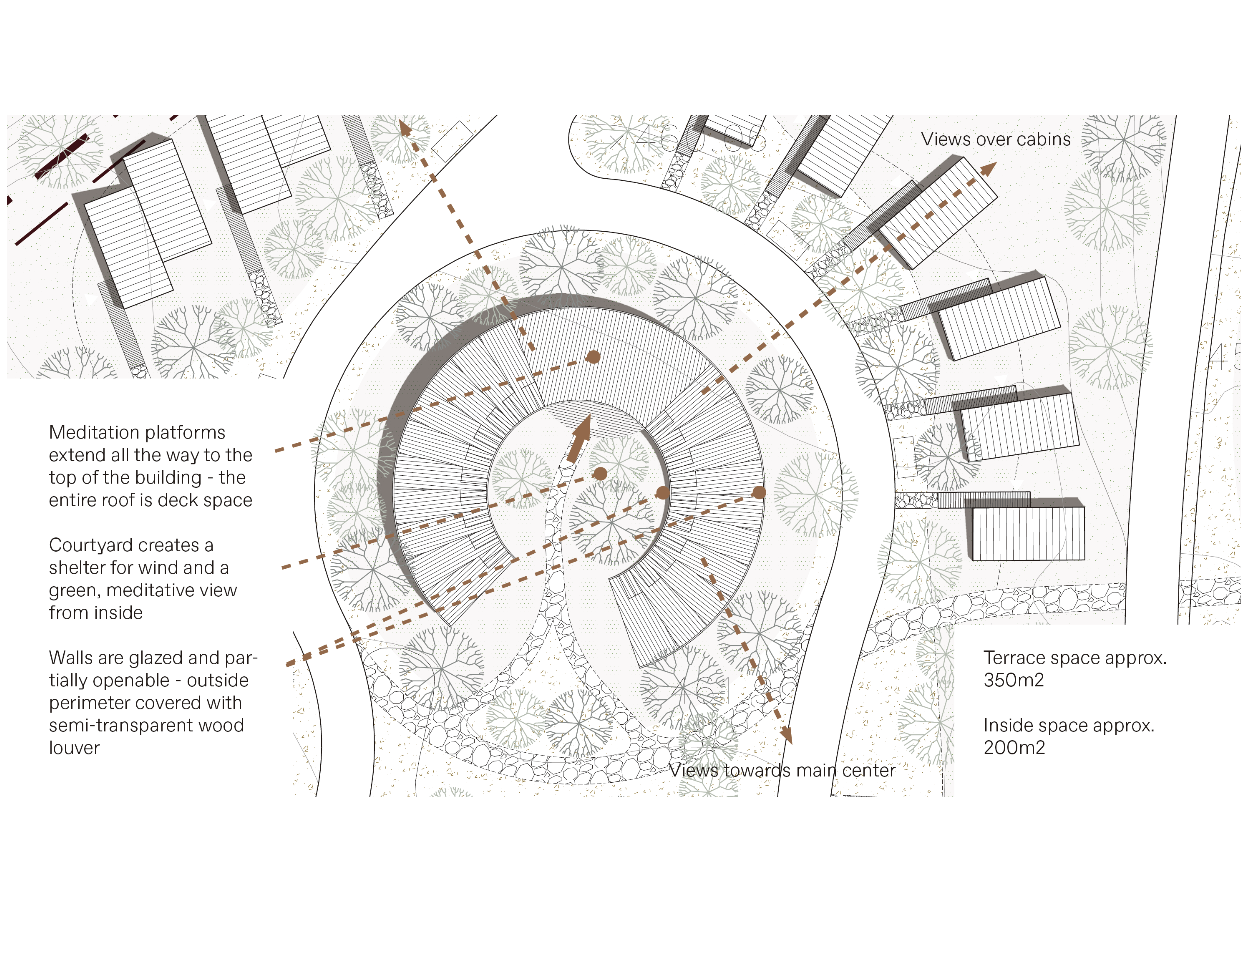 Views over cabins
Meditation platforms
extend all the way to the
top of the building - the
entire roof is deck space
Courtyard creates a
shelter for wind and a
green, meditative view
from inside
Walls are glazed and par-
tially openable - outside
perimeter covered with
semi-transparent wood
louver
Terrace space approx.
350m2
Inside space approx.
200m2
Views towards main center